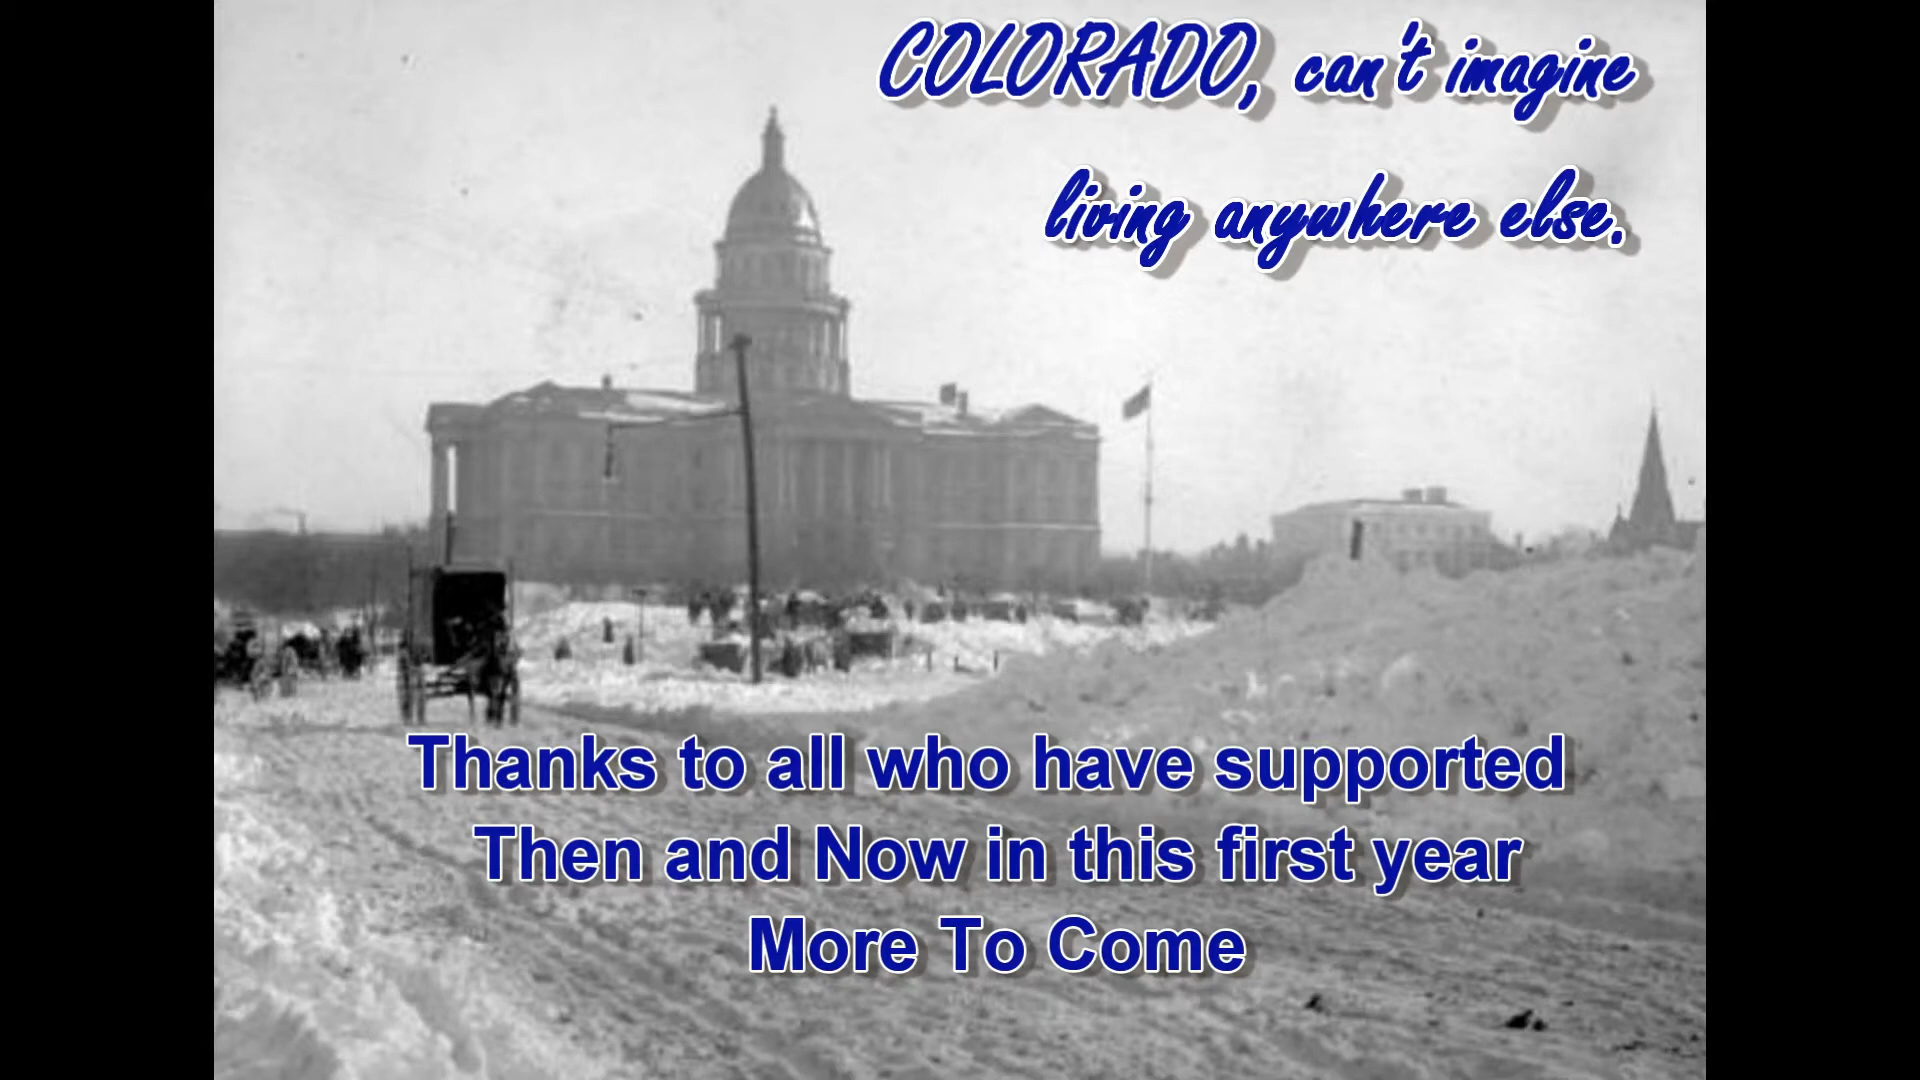 COLORADO, can't imagine
living anywhere else.
Thanks to all who have supported
Then and Now in this first year
More To Come